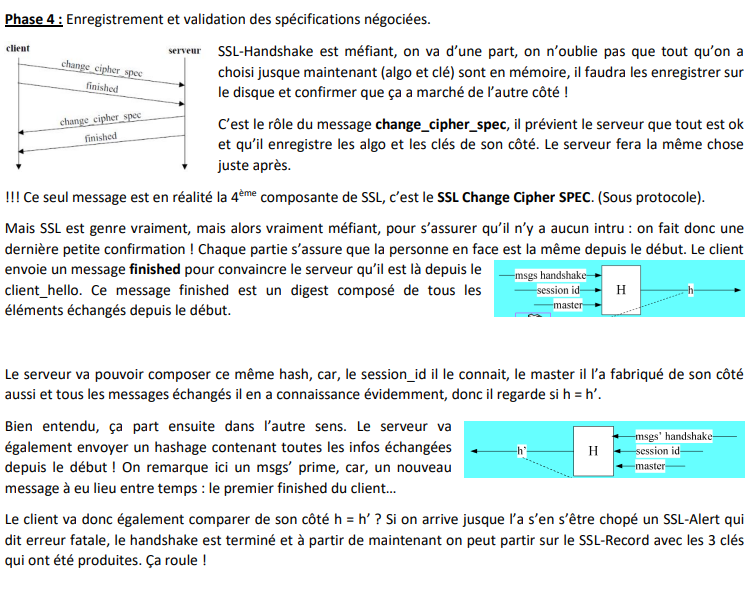 Phase 4 : Enregistrement et validation des spécifications négociées.
client
serveur
change_cipher_spec
finished
change_cipher_spec
finished
SSL-Handshake est méfiant, on va d’une part, on n’oublie pas que tout qu’on a
choisi jusque maintenant (algo et clé) sont en mémoire, il faudra les enregistrer sur
le disque et confirmer que ça a marché de l’autre côté !
C’est le rôle du message change_cipher_spec, il prévient le serveur que tout est ok
et qu’il enregistre les algo et les clés de son côté. Le serveur fera la même chose
juste après.
!!! Ce seul message est en réalité la 4ème composante de SSL, c’est le SSL Change Cipher SPEC. (Sous protocole).
Mais SSL est genre vraiment, mais alors vraiment méfiant, pour s’assurer qu’il n’y a aucun intru : on fait donc une
dernière petite confirmation ! Chaque partie s’assure que la personne en face est la même depuis le début. Le client
envoie un message finished pour convaincre le serveur qu’il est là depuis le
client_hello. Ce message finished est un digest composé de tous les
éléments échangés depuis le début.
msgs handshake
session id
master
H
h
Le serveur va pouvoir composer ce même hash, car, le session_id il le connait, le master il l’a fabriqué de son côté
aussi et tous les messages échangés il en a connaissance évidemment, donc il regarde si h = h’.
Bien entendu, ça part ensuite dans l’autre sens. Le serveur va
également envoyer un hashage contenant toutes les infos échangées
depuis le début ! On remarque ici un msgs’ prime, car, un nouveau
message à eu lieu entre temps : le premier finished du client…
h’
H
msgs’ handshake
session id
master
Le client va donc également comparer de son côté h = h’ ? Si on arrive jusque l’a s’en s’être chopé un SSL-Alert qui
dit erreur fatale, le handshake est terminé et à partir de maintenant on peut partir sur le SSL-Record avec les 3 clés
qui ont été produites. Ça roule !